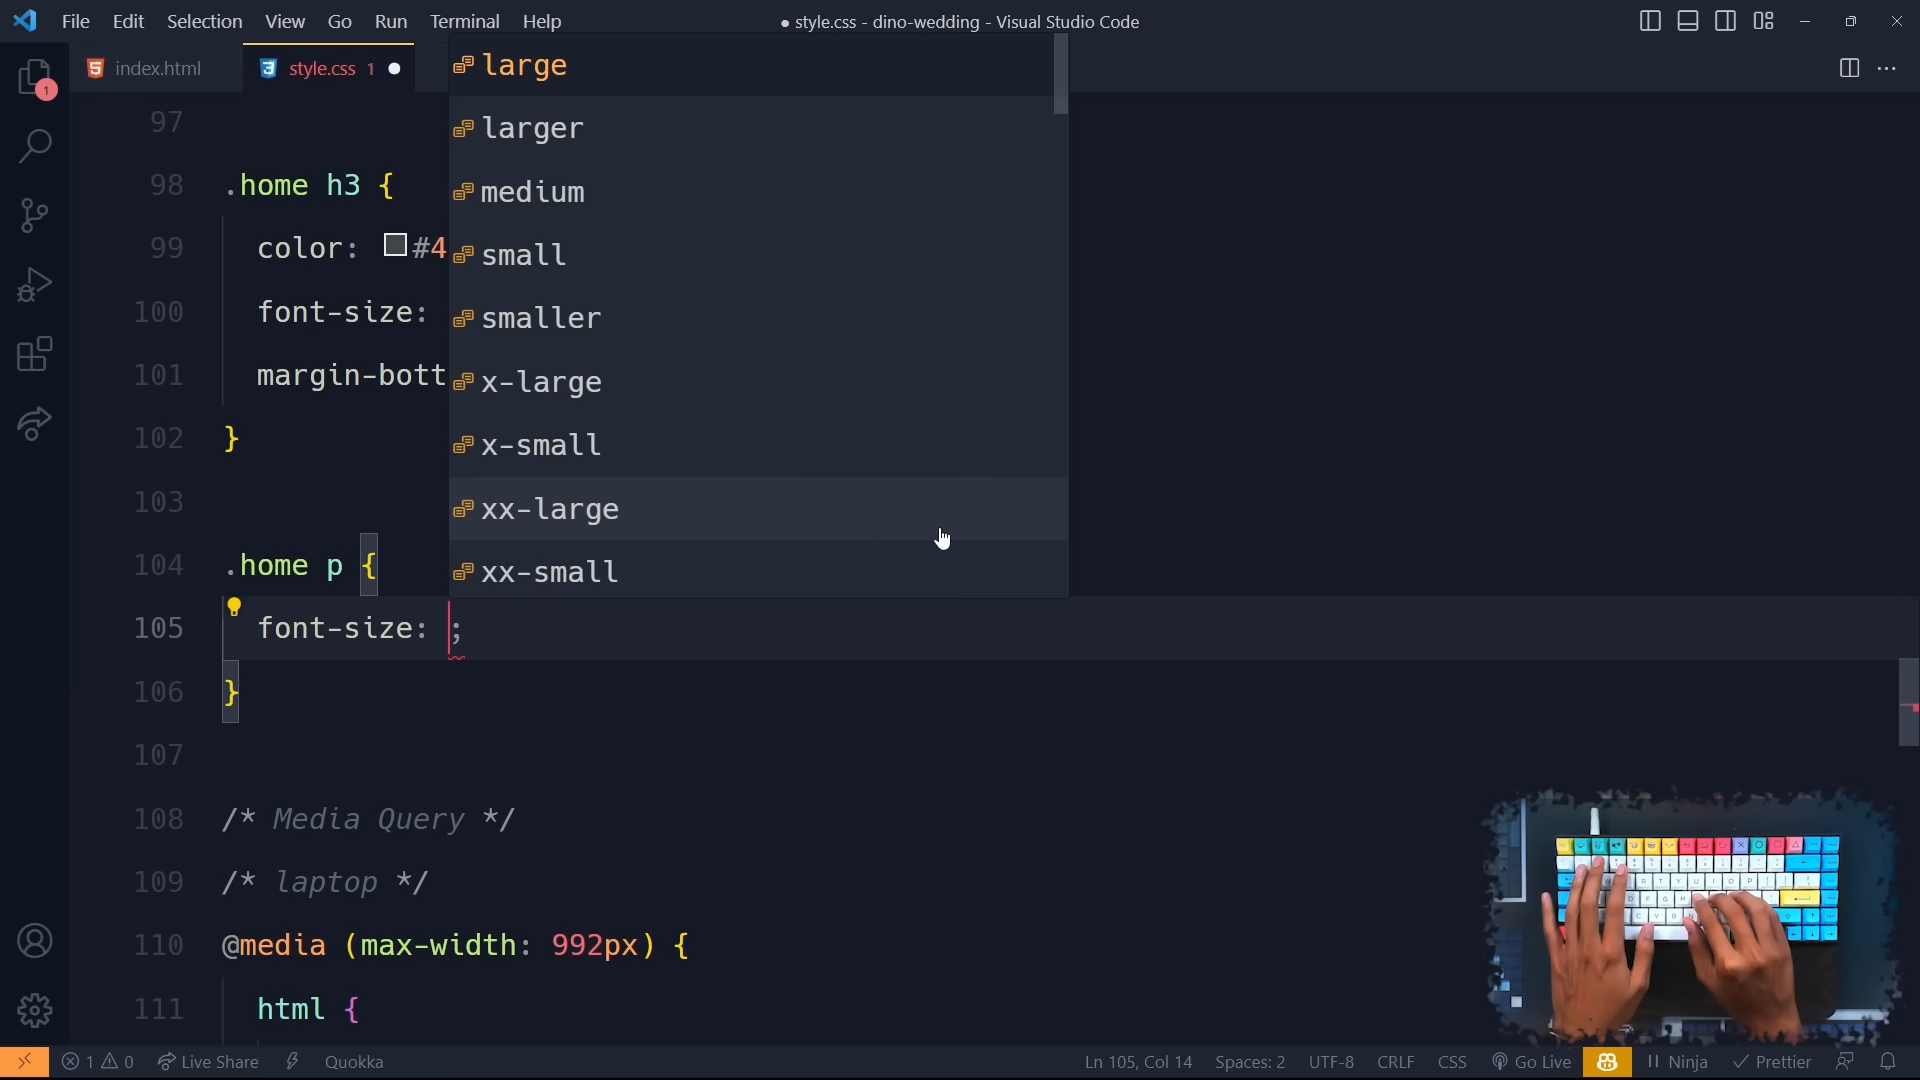 File Edit Selection View Go Run Terminal Help
● style.css - dino-wedding - Visual Studio Code
index.html
style.css 1 ●
1
large
larger
medium
small
smaller
x-large
x-small
xx-large
xx-small
97
98 .home h3 {
99 color: #4
100 font-size:
101 margin-bott
102 }
103
104 .home p {
105 font-size: ;
106 }
107
108 /* Media Query */
109 /* laptop */
110 @media (max-width: 992px) {
111 html {
1 0 Live Share Quokka Ln 105, Col 14 Spaces: 2 UTF-8 CRLF CSS Go Live Ninja Prettier